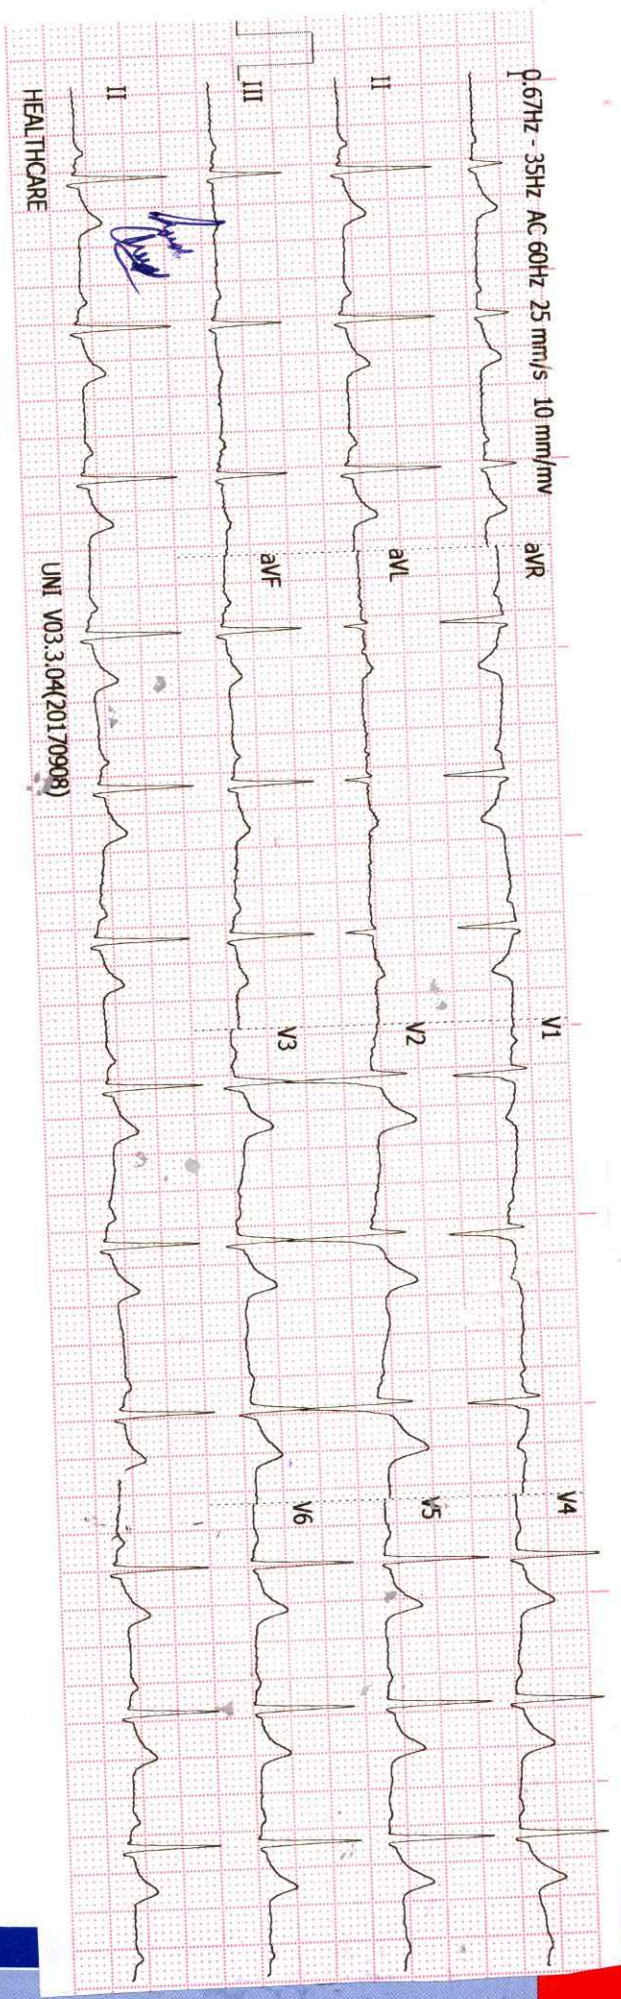 0.67Hz - 35Hz AC 60Hz 25 mm/s 10 mm/mv
I aVR V1 V4
II aVL V2 V5
III aVF V3 V6
II
HEALTHCARE UNI V03.3.04(20170908)